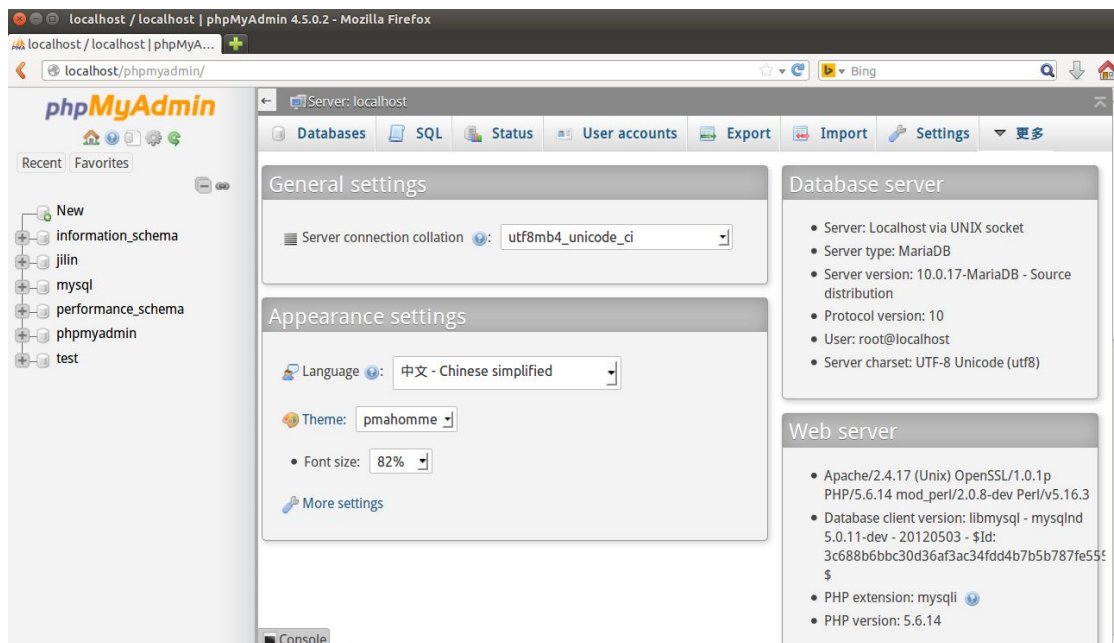 localhost / localhost | phpMyAdmin 4.5.0.2 - Mozilla Firefox
localhost / localhost | phpMyA...
localhost/phpmyadmin/
Bing
phpMyAdmin
Recent Favorites
New
information_schema
jilin
mysql
performance_schema
phpmyadmin
test
Server: localhost
Databases SQL Status User accounts Export Import Settings 更多
General settings
Server connection collation : utf8mb4_unicode_ci
Appearance settings
Language : 中文 - Chinese simplified
Theme: pmahomme
Font size: 82%
More settings
Database server
Server: Localhost via UNIX socket
Server type: MariaDB
Server version: 10.0.17-MariaDB - Source
distribution
Protocol version: 10
User: root@localhost
Server charset: UTF-8 Unicode (utf8)
Web server
Apache/2.4.17 (Unix) OpenSSL/1.0.1p
PHP/5.6.14 mod_perl/2.0.8-dev Perl/v5.16.3
Database client version: libmysql - mysqlnd
5.0.11-dev - 20120503 - $Id:
3c688b6bbc30d36af3ac34fdd4b7b5b787fe555
$
PHP extension: mysqli
PHP version: 5.6.14
Console